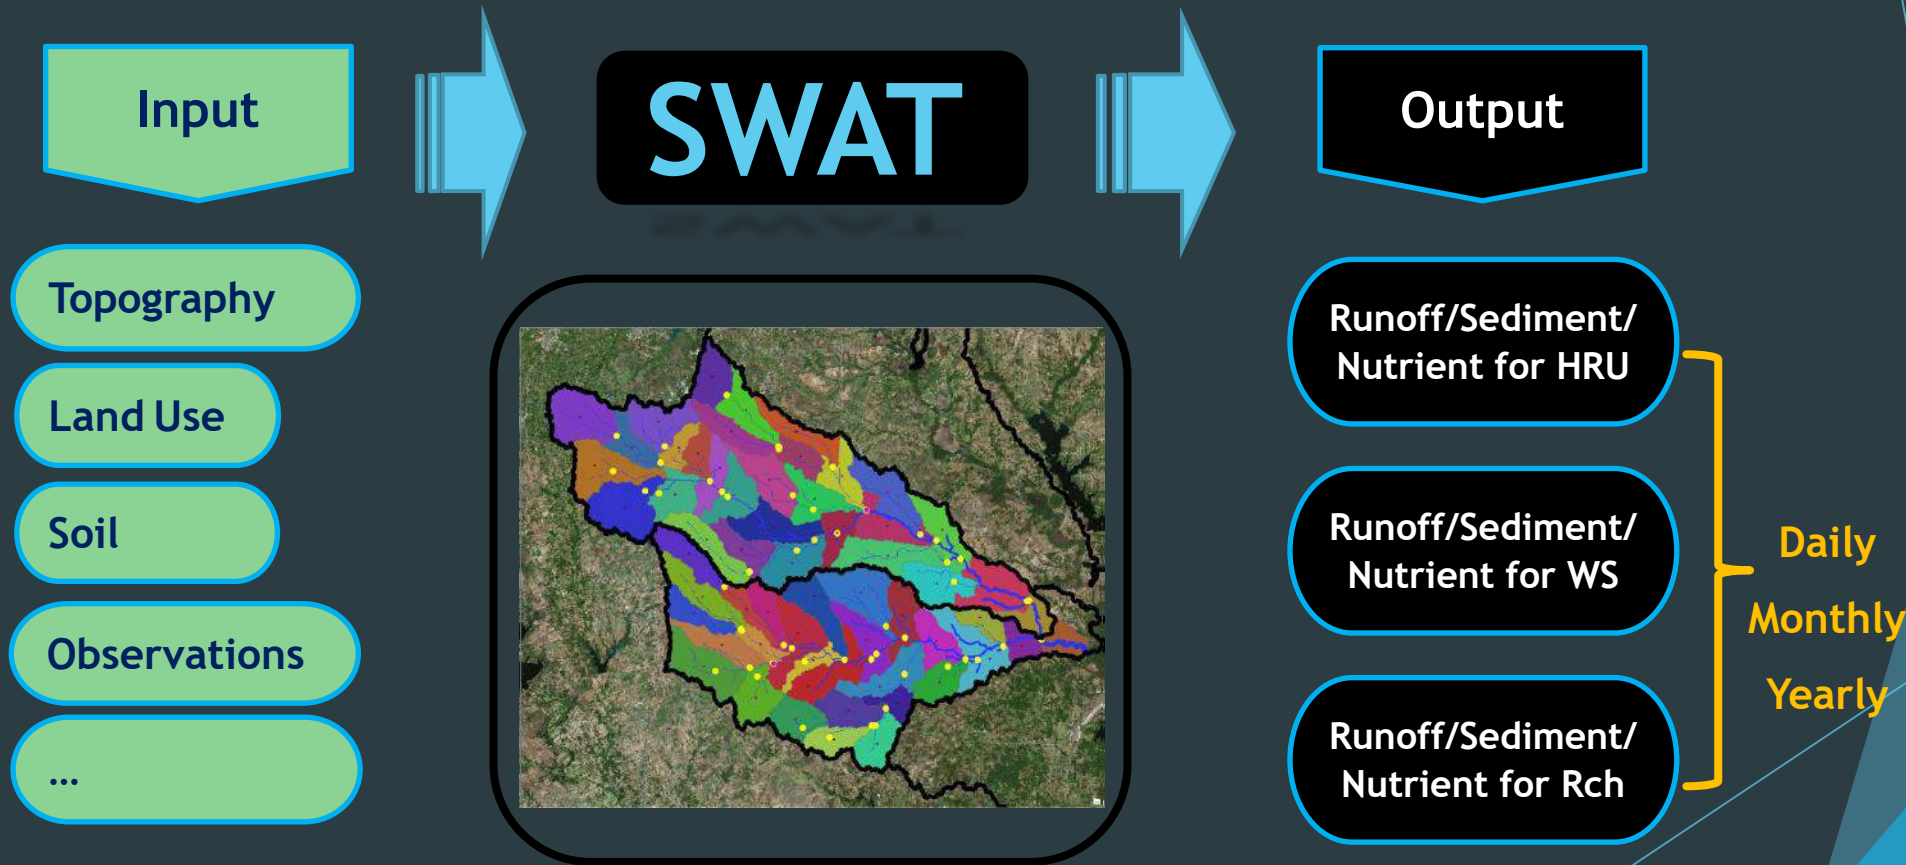 Input
SWAT
Output
Topography
Land Use
Soil
Observations
...
Runoff/Sediment/
Nutrient for HRU
Runoff/Sediment/
Nutrient for WS
Runoff/Sediment/
Nutrient for Rch
Daily
Monthly
Yearly